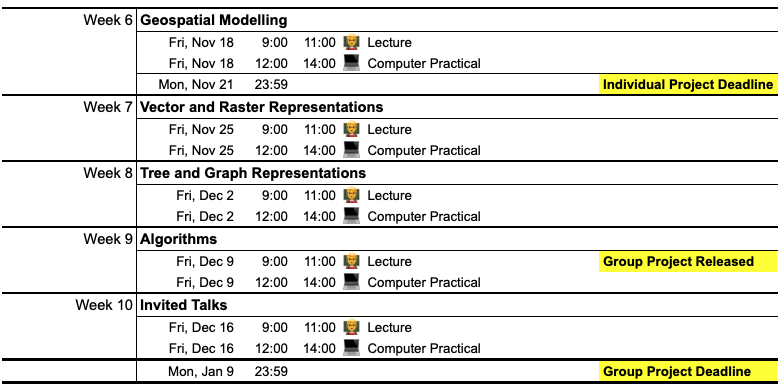 Week 6 Geospatial Modelling
Fri, Nov 18 9:00 11:00 Lecture
Fri, Nov 18 12:00 14:00 Computer Practical
Mon, Nov 21 23:59 Individual Project Deadline
Week 7 Vector and Raster Representations
Fri, Nov 25 9:00 11:00 Lecture
Fri, Nov 25 12:00 14:00 Computer Practical
Week 8 Tree and Graph Representations
Fri, Dec 2 9:00 11:00 Lecture
Fri, Dec 2 12:00 14:00 Computer Practical
Week 9 Algorithms
Fri, Dec 9 9:00 11:00 Lecture Group Project Released
Fri, Dec 9 12:00 14:00 Computer Practical
Week 10 Invited Talks
Fri, Dec 16 9:00 11:00 Lecture
Fri, Dec 16 12:00 14:00 Computer Practical
Mon, Jan 9 23:59 Group Project Deadline